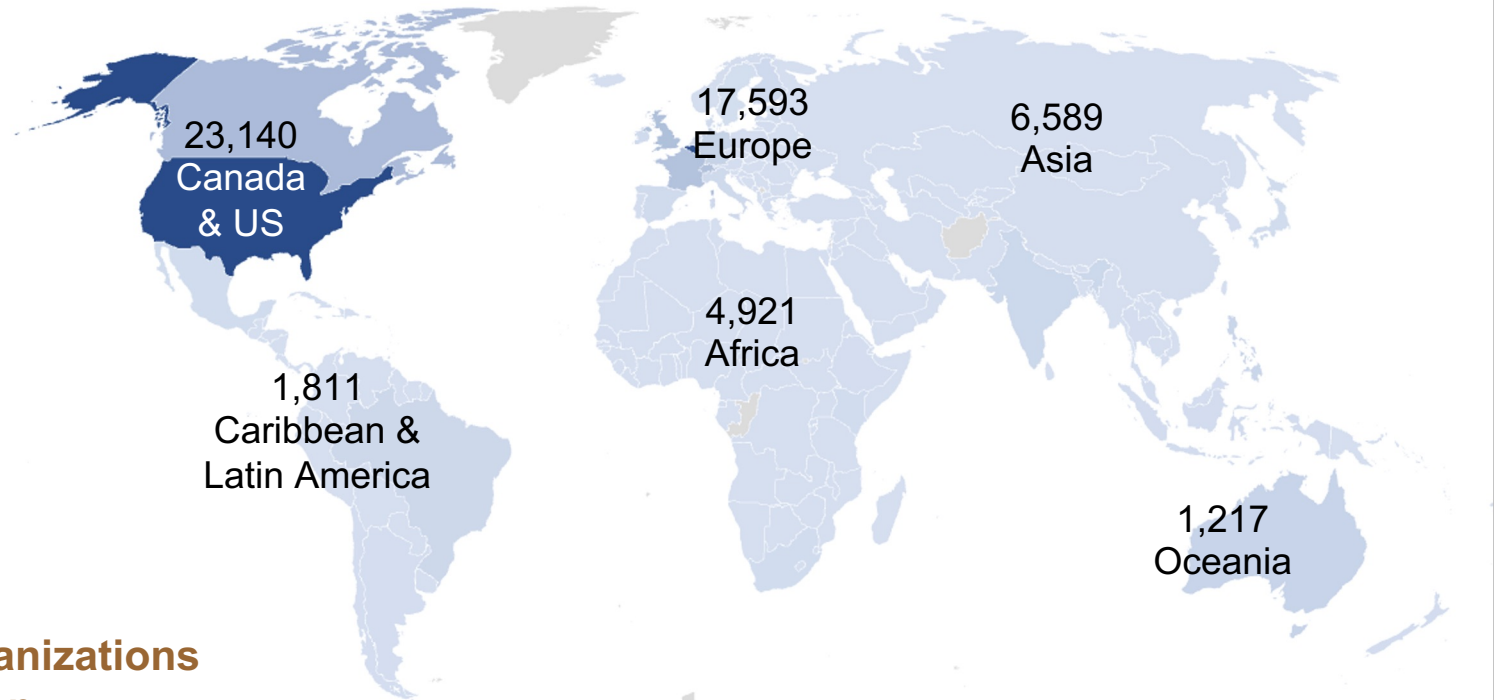 23,140
Canada
& US
17,593
Europe
6,589
Asia
4,921
Africa
1,811
Caribbean &
Latin America
1,217
Oceania
anizations